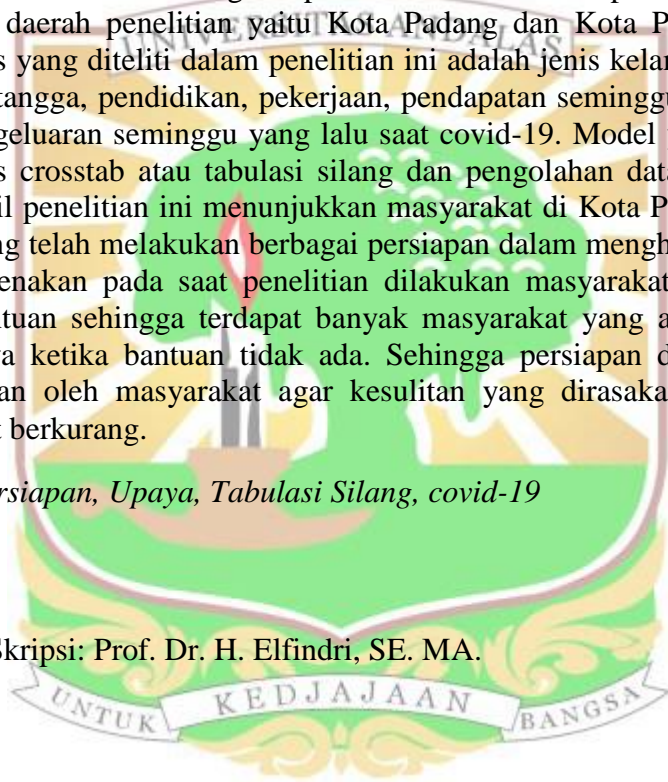 daerah penelitian yaitu Kota Padang dan Kota P
UNIVERSITAS ANDALAS
s yang diteliti dalam penelitian ini adalah jenis kelar
tangga, pendidikan, pekerjaan, pendapatan seminggu
geluaran seminggu yang lalu saat covid-19. Model
s crosstab atau tabulasi silang dan pengolahan data
il penelitian ini menunjukkan masyarakat di Kota P
ng telah melakukan berbagai persiapan dalam mengh
enakan pada saat penelitian dilakukan masyarakat
ntuan sehingga terdapat banyak masyarakat yang a
a ketika bantuan tidak ada. Sehingga persiapan d
an oleh masyarakat agar kesulitan yang dirasaka
t berkurang.
rsiapan, Upaya, Tabulasi Silang, covid-19
Skripsi: Prof. Dr. H. Elfindri, SE. MA.
UNTUK KEDJAJAAN BANGSA